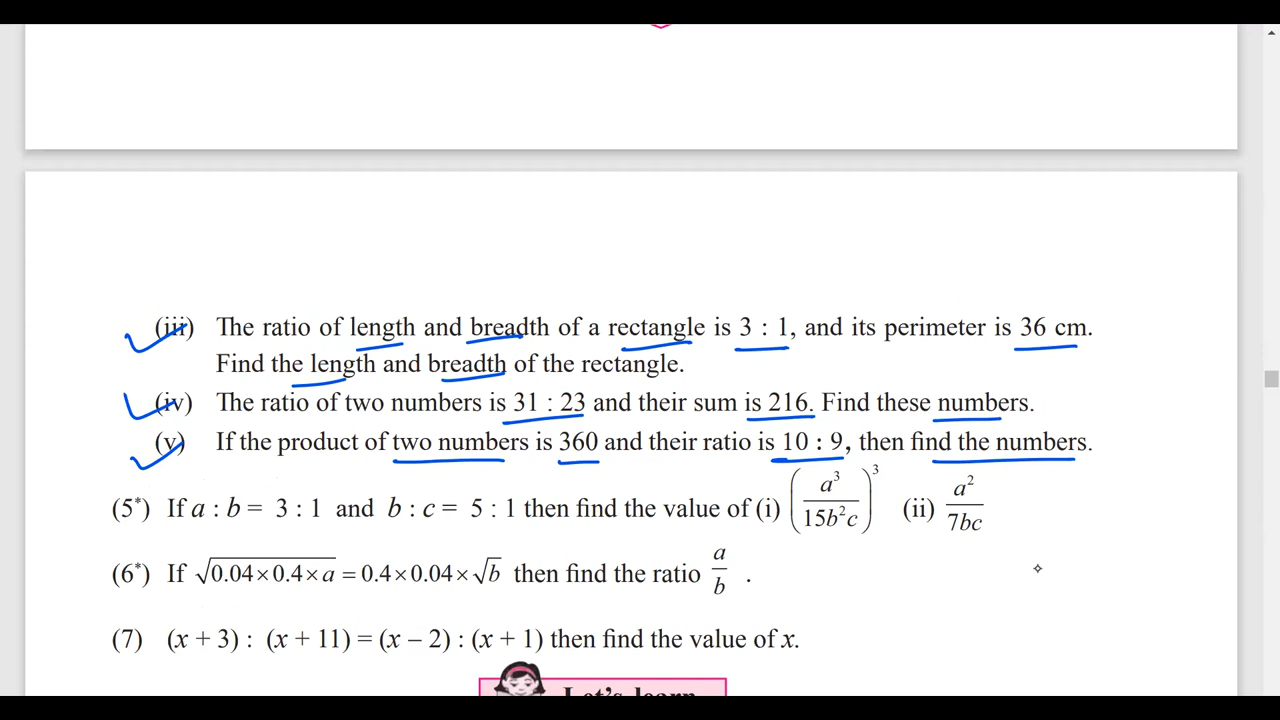 (iii) The ratio of length and breadth of a rectangle is 3 : 1, and its perimeter is 36 cm.
Find the length and breadth of the rectangle.
(iv) The ratio of two numbers is 31 : 23 and their sum is 216. Find these numbers.
(v) If the product of two numbers is 360 and their ratio is 10 : 9, then find the numbers.
(5*) If a : b = 3 : 1 and b : c = 5 : 1 then find the value of (i) (a³/15b²c)³ (ii) a²/7bc
(6*) If √(0.04×0.4×a) = 0.4×0.04×√b then find the ratio a/b .
(7) (x + 3) : (x + 11) = (x − 2) : (x + 1) then find the value of x.
Let's learn